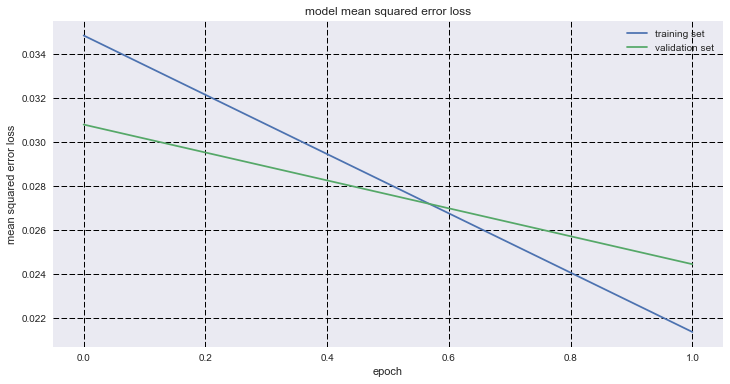 model mean squared error loss
training set
validation set
mean squared error loss
0.034
0.032
0.030
0.028
0.026
0.024
0.022
0.0 0.2 0.4 0.6 0.8 1.0
epoch